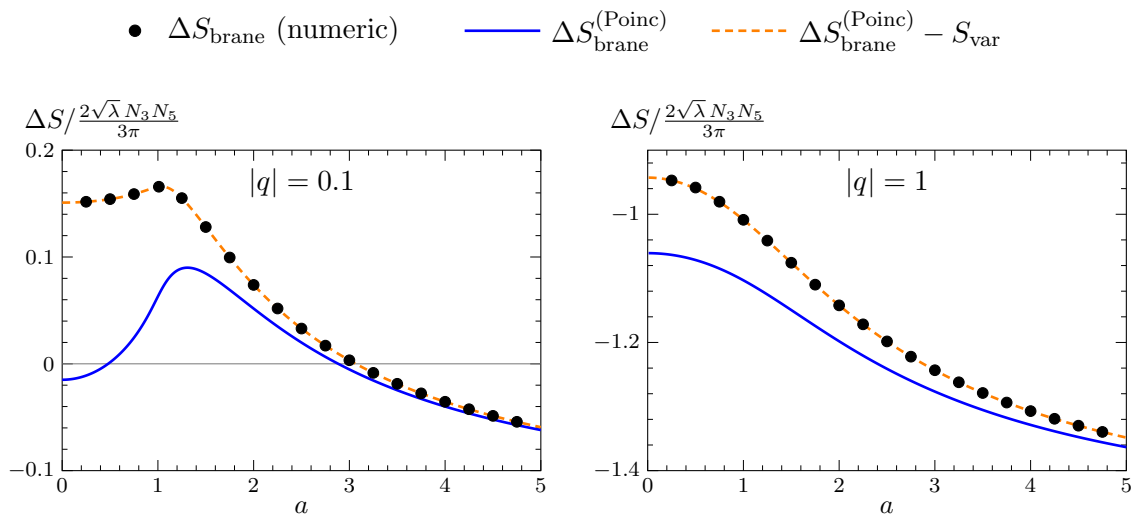 ΔS_brane (numeric) ΔS_brane^(Poinc) ΔS_brane^(Poinc) − S_var
ΔS/\frac{2√λ N_3 N_5}{3π} ΔS/\frac{2√λ N_3 N_5}{3π}
|q| = 0.1
0.2
0.1
0
−0.1
0 1 2 3 4 5
a
|q| = 1
−1
−1.2
−1.4
0 1 2 3 4 5
a